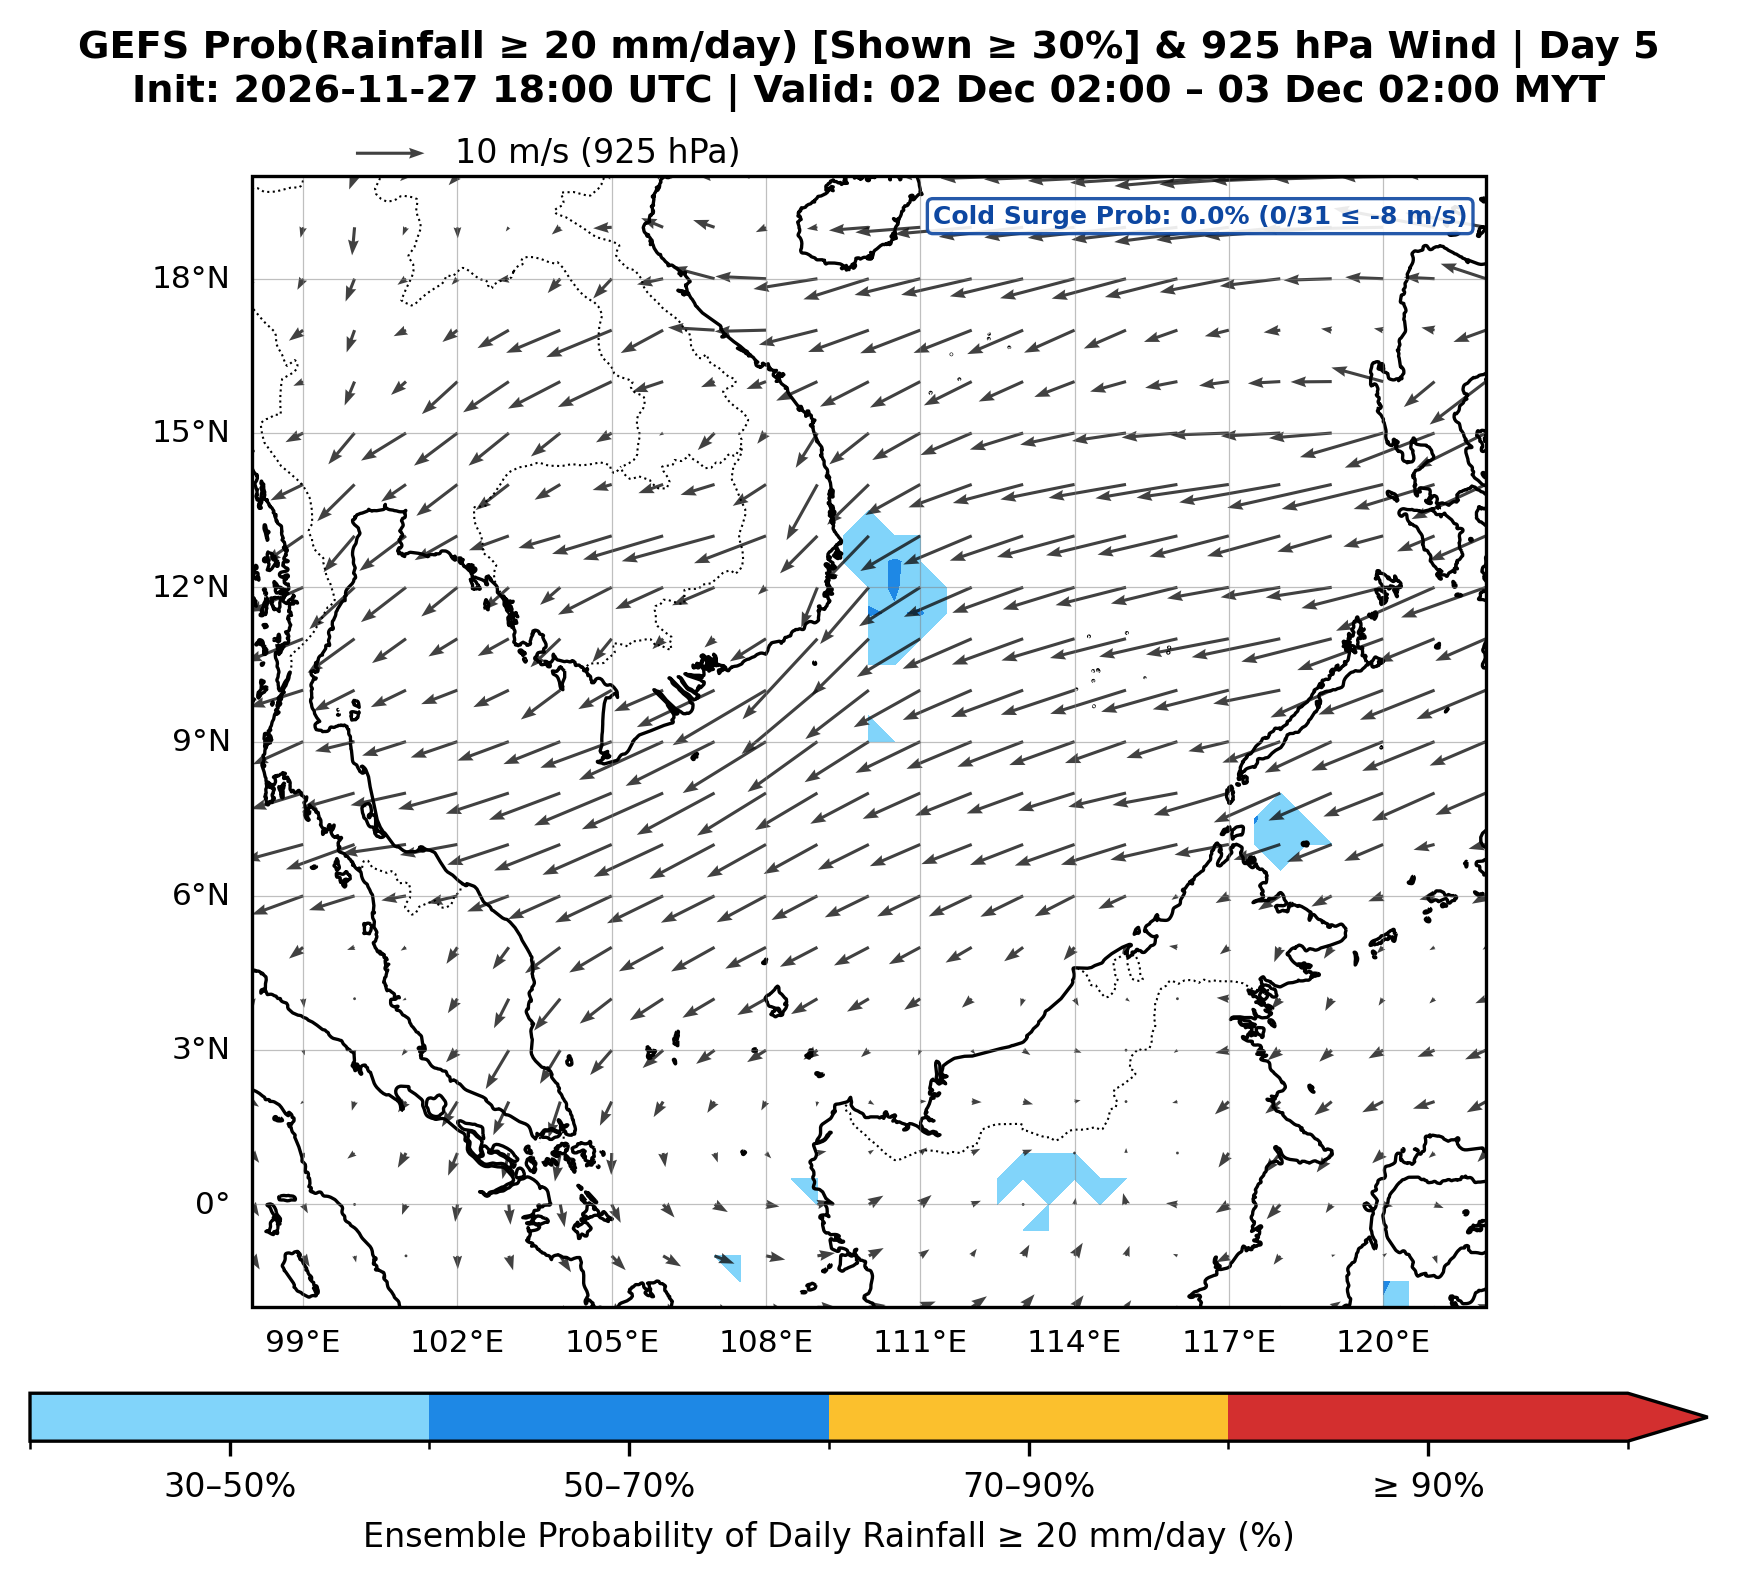 GEFS Prob(Rainfall ≥ 20 mm/day) [Shown ≥ 30%] & 925 hPa Wind | Day 5
Init: 2026-11-27 18:00 UTC | Valid: 02 Dec 02:00 – 03 Dec 02:00 MYT
10 m/s (925 hPa)
Cold Surge Prob: 0.0% (0/31 ≤ -8 m/s)
18°N
15°N
12°N
9°N
6°N
3°N
0°
99°E 102°E 105°E 108°E 111°E 114°E 117°E 120°E
30–50% 50–70% 70–90% ≥ 90%
Ensemble Probability of Daily Rainfall ≥ 20 mm/day (%)